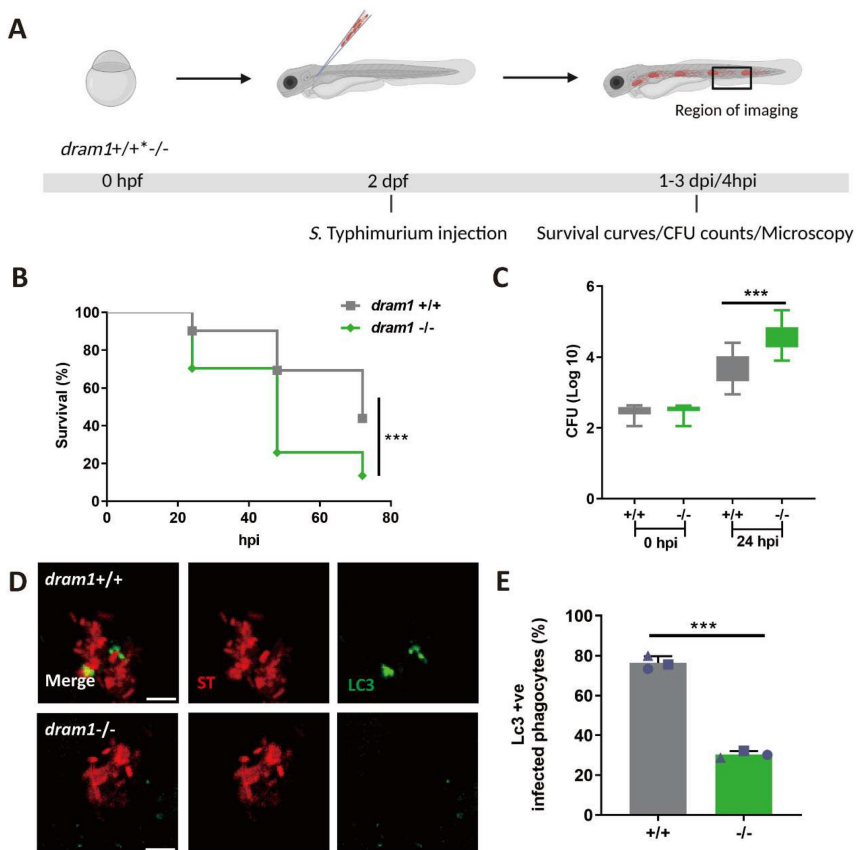 A
Region of imaging
dram1+/+*-/-
0 hpf
2 dpf
1-3 dpi/4hpi
S. Typhimurium injection
Survival curves/CFU counts/Microscopy
B
dram1 +/+
dram1 -/-
Survival (%)
100
80
60
40
20
0
***
0
20
40
60
80
hpi
C
CFU (Log 10)
6
4
2
0
***
+/+
-/-
+/+
-/-
0 hpi
24 hpi
D
dram1+/+
Merge
ST
LC3
dram1-/-
E
Lc3 +ve
infected phagocytes (%)
100
80
60
40
20
0
***
+/+
-/-